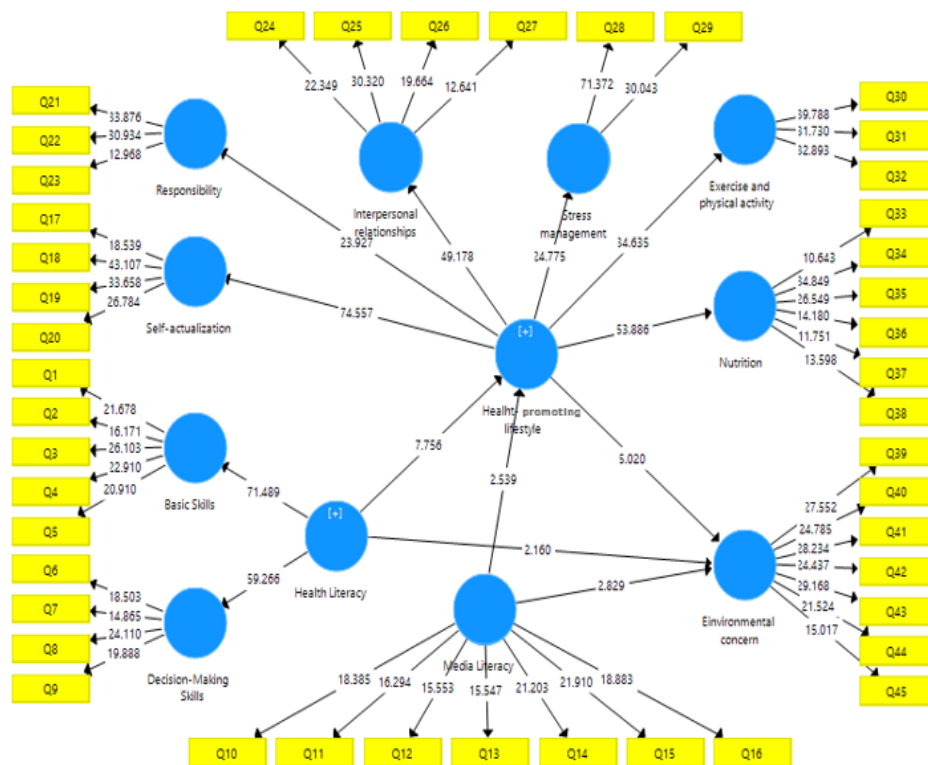 Q24
Q25
Q26
Q27
Q28
Q29
22.349
30.320
19.664
12.641
71.372
30.043
Q21
Q22
Q23
33.876
30.934
12.968
Responsibility
Interpersonal
relationships
Stress
management
Q30
Q31
Q32
39.788
31.730
32.893
Exercise and
physical activity
23.927
49.178
24.775
34.635
Q17
Q18
Q19
Q20
18.539
43.107
33.658
26.784
Self-actualization
74.557
53.886
Q33
Q34
Q35
Q36
Q37
Q38
10.643
34.849
26.549
14.180
11.751
13.598
Nutrition
[+]
Healht- promoting
lifestyle
Q1
Q2
Q3
Q4
Q5
21.678
16.171
26.103
22.910
20.910
Basic Skills
71.489
7.756
2.539
5.020
[+]
Health Literacy
59.266
2.160
2.829
Q6
Q7
Q8
Q9
18.503
14.865
24.110
19.888
Decision-Making
Skills
Media Literacy
Q39
Q40
Q41
Q42
Q43
Q44
Q45
27.552
24.785
28.234
24.437
29.168
21.524
15.017
Einvironmental
concern
18.385
16.294
15.553
15.547
21.203
21.910
18.883
Q10
Q11
Q12
Q13
Q14
Q15
Q16